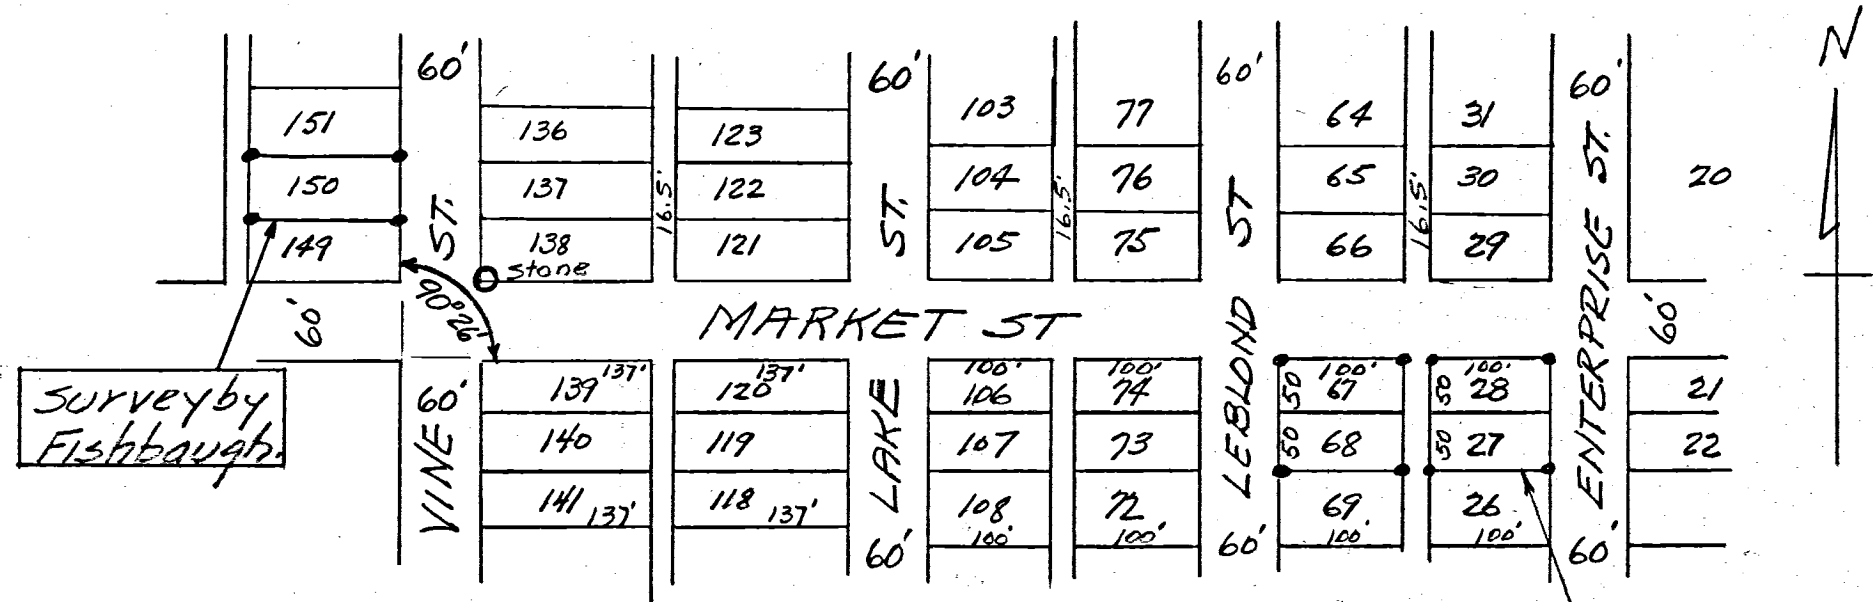 60' 60' 60' 60' N
151 136 123 103 77 64 31
150 137 122 104 76 65 30 20
16.5' 16.5' 16.5'
149 138 121 105 75 66 29
stone
90°26'
60' MARKET ST 60'
Survey by
Fishbaugh.
VINE ST.
LAKE ST.
LEBLOND ST
ENTERPRISE ST.
137' 137' 100' 100' 100' 100'
60' 139 120 106 74 50 67 50 28 21
140 119 107 73 50 68 50 27 22
141 118 108 72 69 26
137' 137' 100' 100' 100' 100'
60' 60' 60'